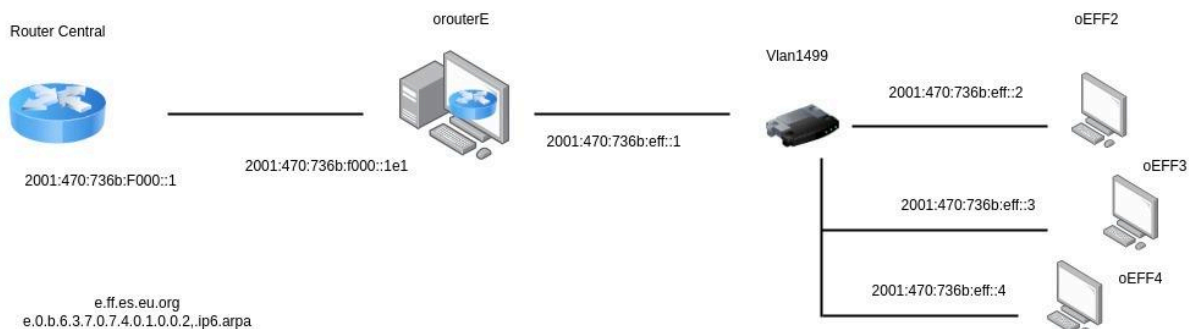 Router Central
orouterE
oEFF2
Vlan1499
2001:470:736b:eff::2
2001:470:736b:eff::1
2001:470:736b:f000::1e1
2001:470:736b:F000::1
oEFF3
2001:470:736b:eff::3
oEFF4
2001:470:736b:eff::4
e.ff.es.eu.org
e.0.b.6.3.7.0.7.4.0.1.0.0.2,.ip6.arpa